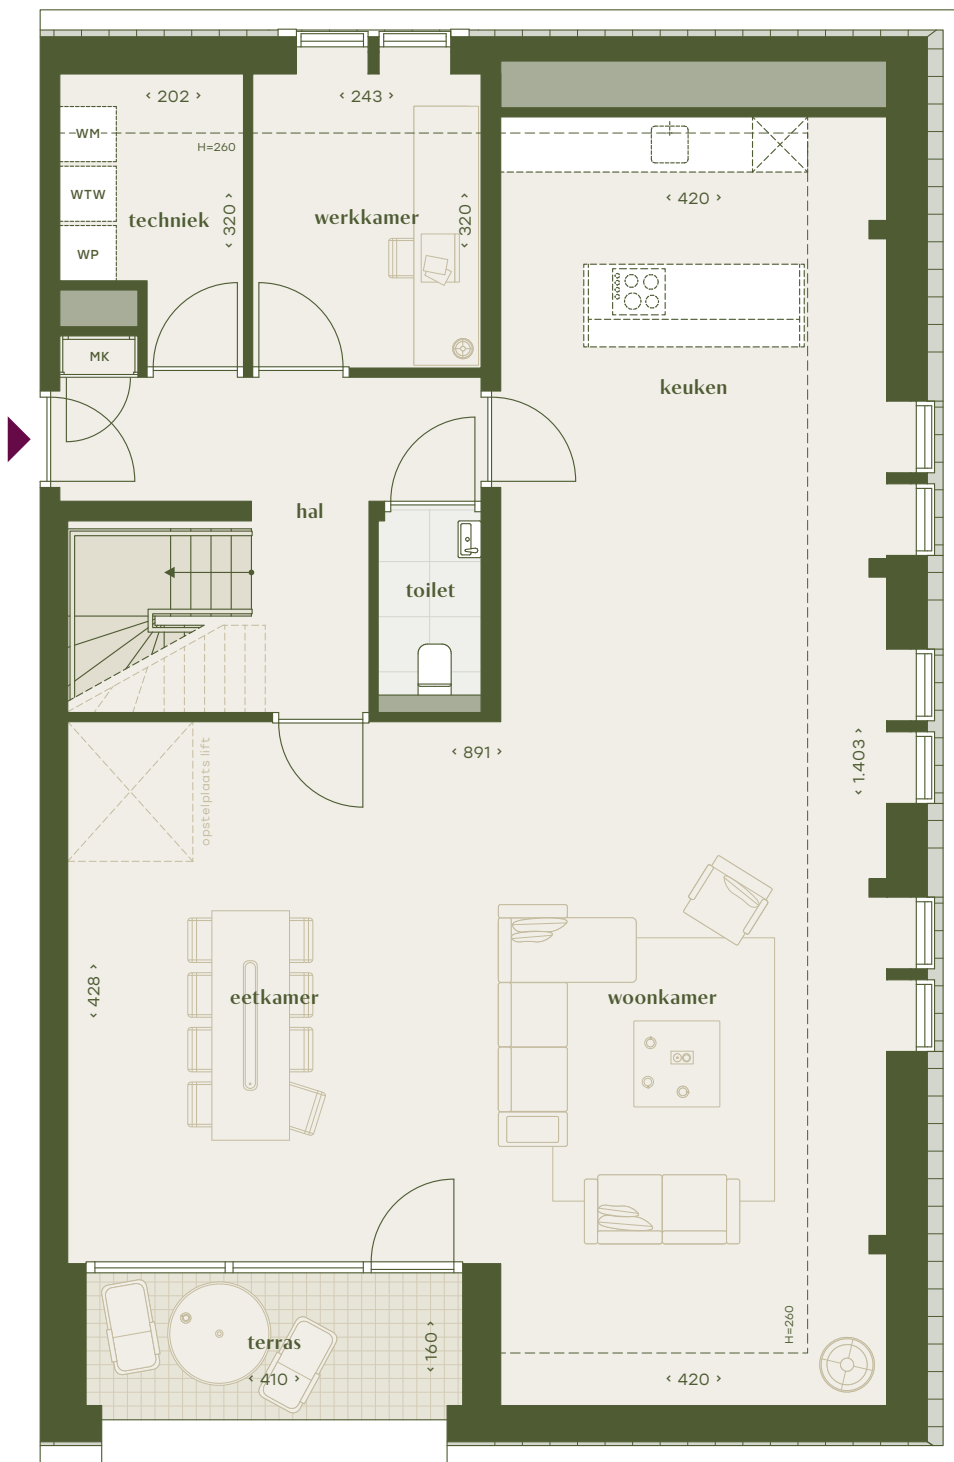 ‹ 202 ›
‹ 243 ›
WM
H=260
WTW
techniek
‹ 320 ›
werkkamer
‹ 320 ›
‹ 420 ›
WP
MK
keuken
hal
toilet
opstelplaats lift
‹ 891 ›
‹ 1.403 ›
‹ 428 ›
eetkamer
woonkamer
terras
‹ 160 ›
‹ 410 ›
H=260
‹ 420 ›